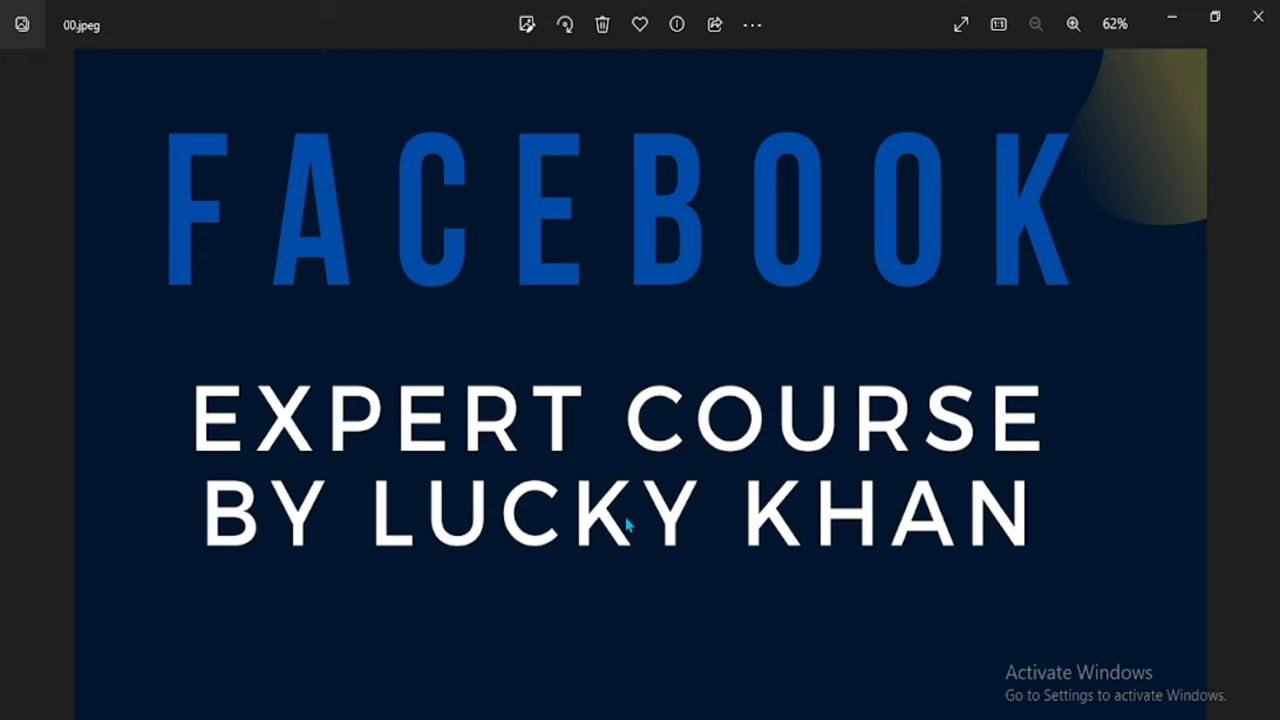 00.jpeg
62%
FACEBOOK
EXPERT COURSE
BY LUCKY KHAN
Activate Windows
Go to Settings to activate Windows.